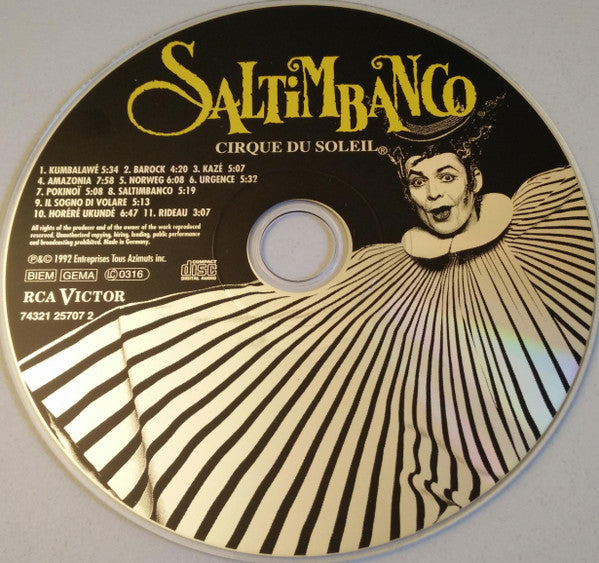 SALTiMBANCO
CIRQUE DU SOLEIL®
1. KUMBALAWÉ 5:34 2. BAROCK 4:20 3. KAZÉ 5:07
4. AMAZONIA 7:58 5. NORWEG 6:08 6. URGENCE 5:32
7. POKINOÏ 5:08 8. SALTIMBANCO 5:19
9. IL SOGNO DI VOLARE 5:13
10. HORÉRÉ UKUNDÉ 6:47 11. RIDEAU 3:07
All rights of the producer and of the owner of the work reproduced
reserved. Unauthorized copying, hiring, lending, public performance
and broadcasting prohibited. Made in Germany.
℗&© 1992 Entreprises Tous Azimuts inc.
BIEM GEMA LC 0316
COMPACT
disc
DIGITAL AUDIO
RCA VICTOR
74321 25707 2